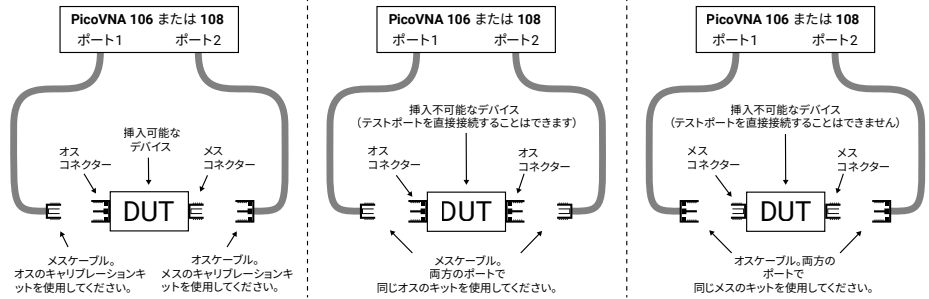 PicoVNA 106 または 108
ポート1
ポート2
挿入可能な
デバイス
オス
コネクター
メス
コネクター
DUT
メスケーブル。
オスのキャリブレーションキ
ットを使用してください。
オスケーブル。
メスのキャリブレーションキ
ットを使用してください。
PicoVNA 106 または 108
ポート1
ポート2
挿入不可能なデバイス
（テストポートを直接接続することはできます）
オス
コネクター
オス
コネクター
DUT
メスケーブル。
両方のポートで
同じオスのキットを使用してください。
PicoVNA 106 または 108
ポート1
ポート2
挿入不可能なデバイス
（テストポートを直接接続することはできません）
メス
コネクター
メス
コネクター
DUT
オスケーブル。両方の
ポートで
同じメスのキットを使用してください。